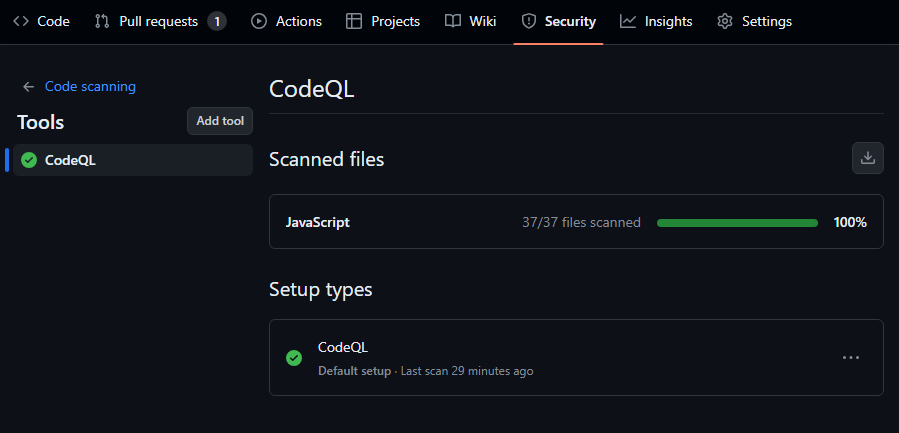 Code Pull requests 1 Actions Projects Wiki Security Insights Settings
Code scanning
Tools Add tool
CodeQL
CodeQL
Scanned files
JavaScript 37/37 files scanned 100%
Setup types
CodeQL
Default setup · Last scan 29 minutes ago